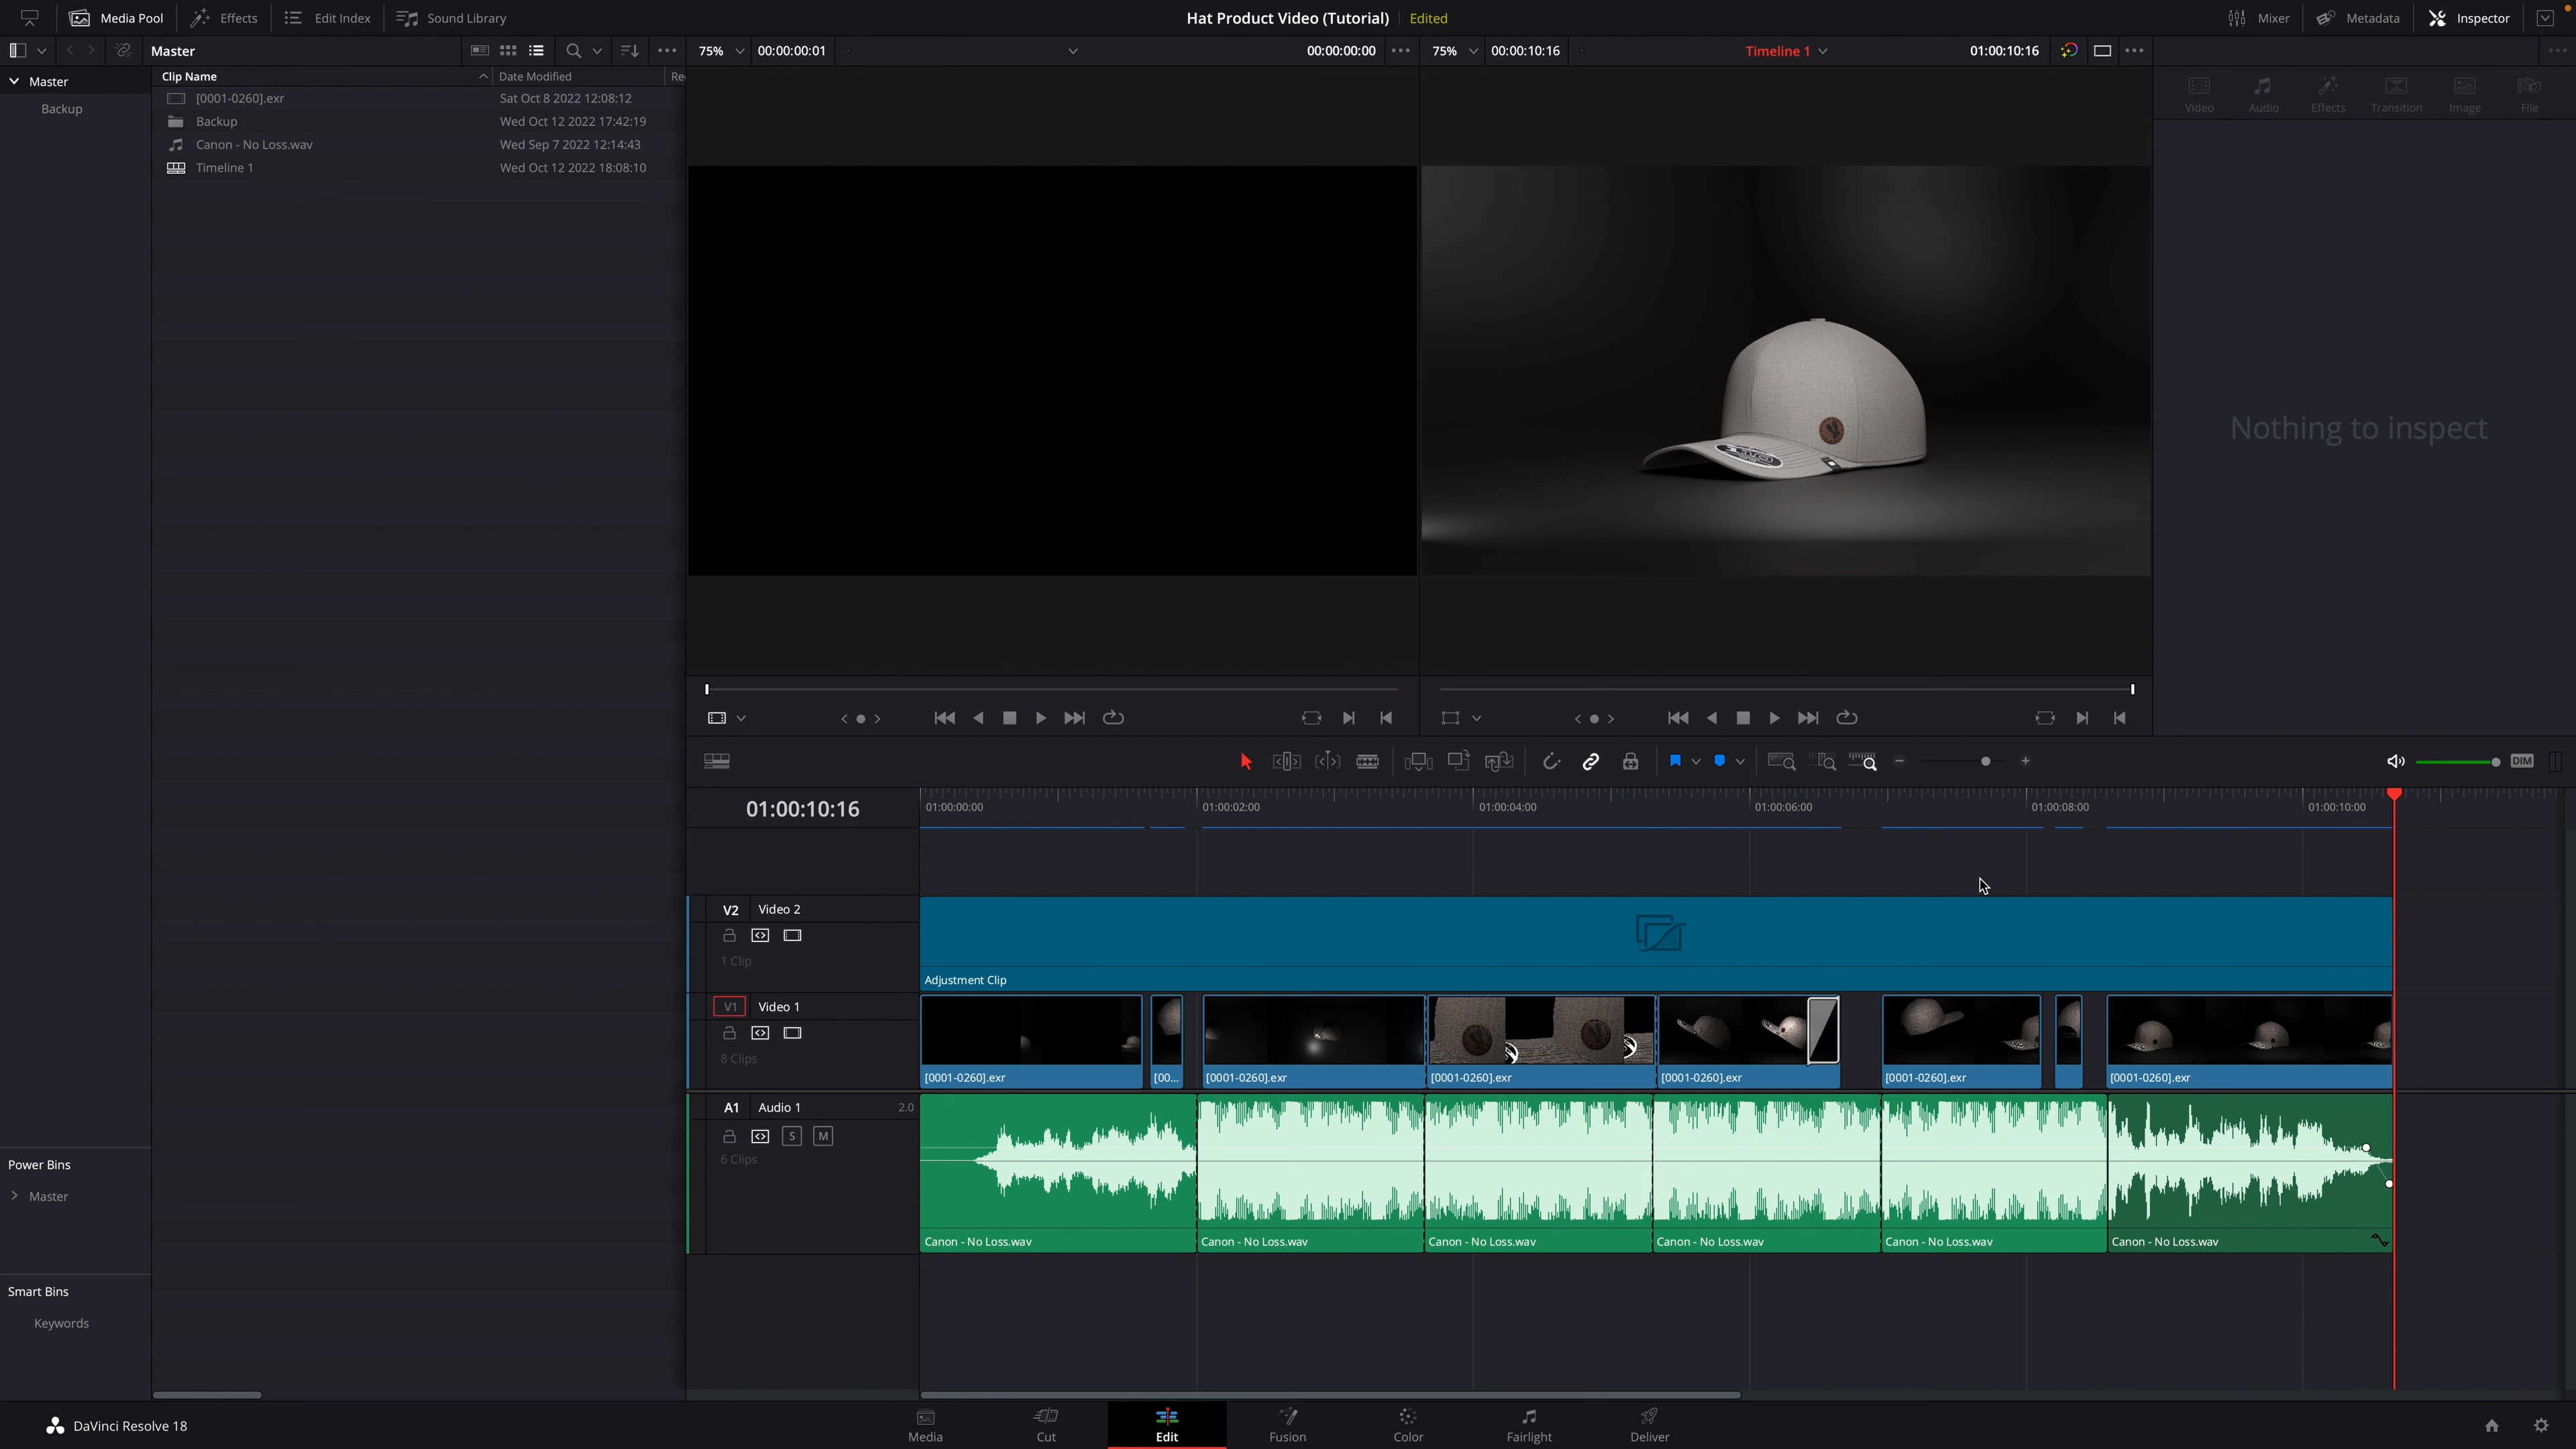 Media Pool Effects Edit Index Sound Library Hat Product Video (Tutorial) Edited Mixer Metadata Inspector
Master 75% 00:00:00:01 00:00:00:00 75% 00:00:10:16 Timeline 1 01:00:10:16
Master
Backup
Clip Name Date Modified Re
[0001-0260].exr Sat Oct 8 2022 12:08:12
Backup Wed Oct 12 2022 17:42:19
Canon - No Loss.wav Wed Sep 7 2022 12:14:43
Timeline 1 Wed Oct 12 2022 18:08:10
Video Audio Effects Transition Image File
Nothing to inspect
DIM
01:00:10:16
01:00:00:00 01:00:02:00 01:00:04:00 01:00:06:00 01:00:08:00 01:00:10:00
V2 Video 2
1 Clip
Adjustment Clip
V1 Video 1
8 Clips
[0001-0260].exr [00... [0001-0260].exr [0001-0260].exr [0001-0260].exr [0001-0260].exr [0001-0260].exr
A1 Audio 1 2.0
S M
6 Clips
Canon - No Loss.wav Canon - No Loss.wav Canon - No Loss.wav Canon - No Loss.wav Canon - No Loss.wav Canon - No Loss.wav
Power Bins
Master
Smart Bins
Keywords
DaVinci Resolve 18
Media Cut Edit Fusion Color Fairlight Deliver